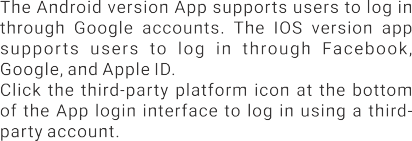 The Android version App supports users to log in
through Google accounts. The IOS version app
supports users to log in through Facebook,
Google, and Apple ID.
Click the third-party platform icon at the bottom
of the App login interface to log in using a third-
party account.